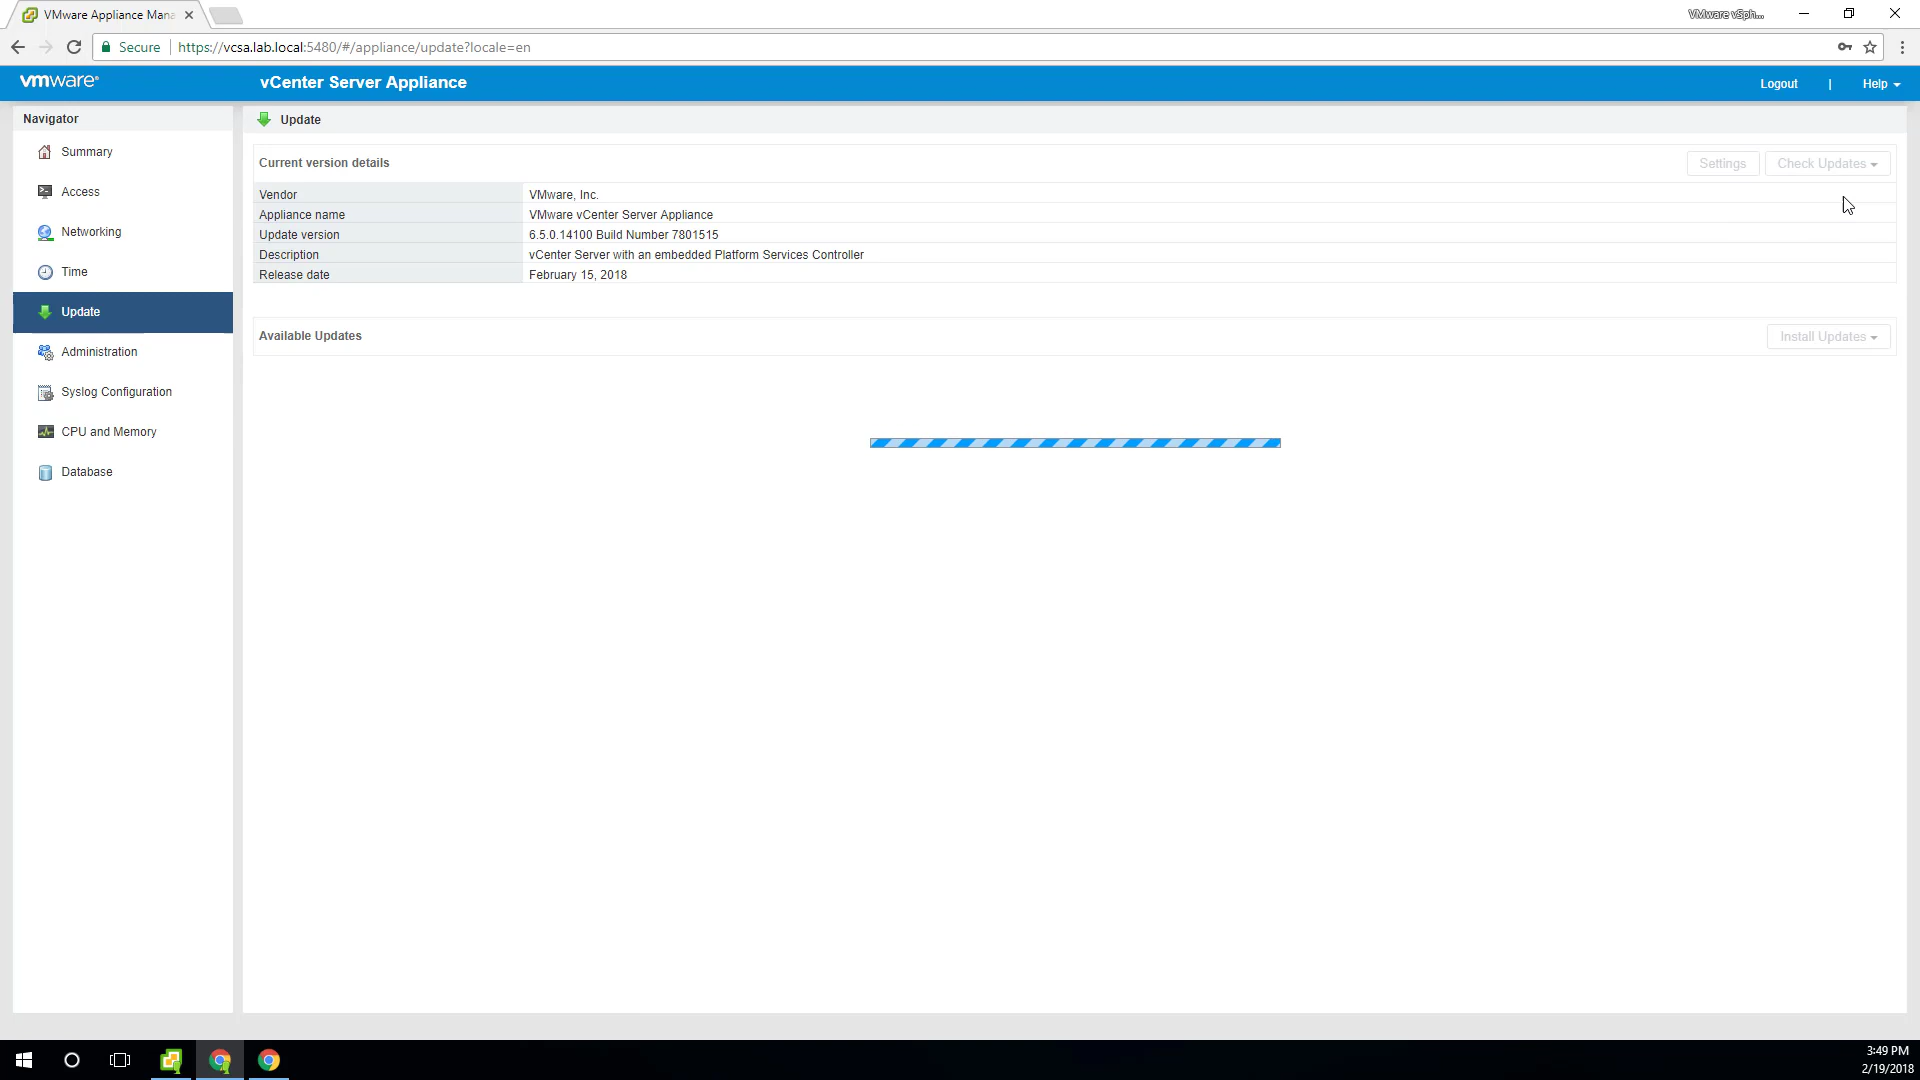 VMware Appliance Mana
VMware vSph...
Secure
https://vcsa.lab.local:5480/#/appliance/update?locale=en
vmware®
vCenter Server Appliance
Logout
|
Help
Navigator
Summary
Access
Networking
Time
Update
Administration
Syslog Configuration
CPU and Memory
Database
Update
Current version details
Settings
Check Updates
Vendor VMware, Inc.
Appliance name VMware vCenter Server Appliance
Update version 6.5.0.14100 Build Number 7801515
Description vCenter Server with an embedded Platform Services Controller
Release date February 15, 2018
Available Updates
Install Updates
3:49 PM
2/19/2018